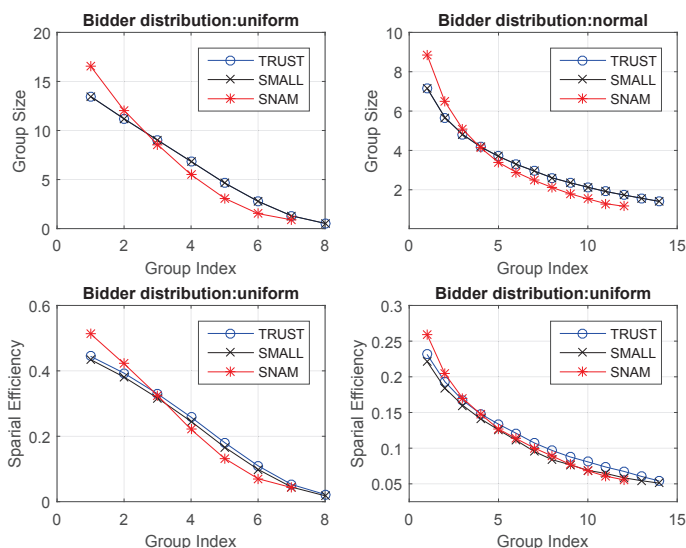 Bidder distribution:uniform
20
15
10
5
0
Group Size
TRUST
SMALL
SNAM
0 2 4 6 8
Group Index
Bidder distribution:normal
10
8
6
4
2
Group Size
TRUST
SMALL
SNAM
0 5 10 15
Group Index
Bidder distribution:uniform
0.6
0.4
0.2
0
Sparial Efficiency
TRUST
SMALL
SNAM
0 2 4 6 8
Group Index
Bidder distribution:uniform
0.3
0.25
0.2
0.15
0.1
0.05
Sparial Efficiency
TRUST
SMALL
SNAM
0 5 10 15
Group Index